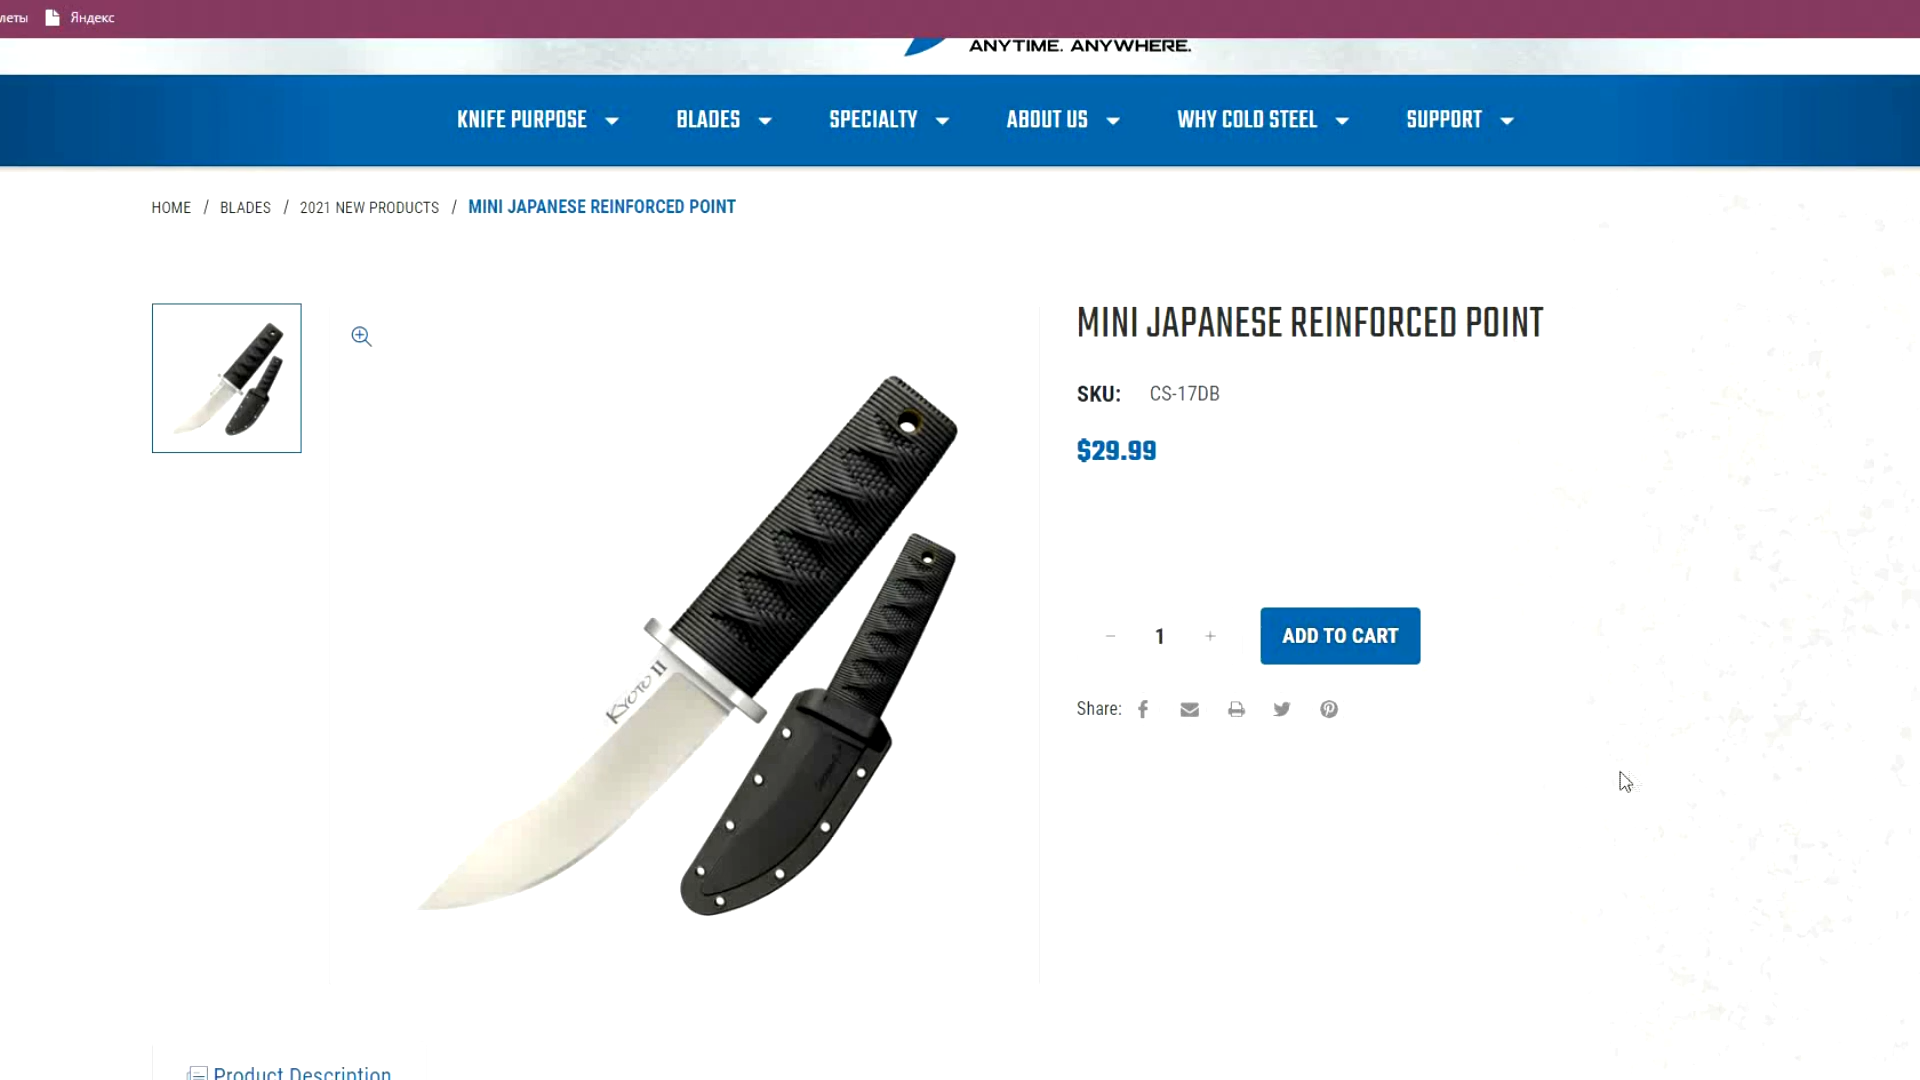 леты Яндекс
ANYTIME. ANYWHERE.
KNIFE PURPOSE BLADES SPECIALTY ABOUT US WHY COLD STEEL SUPPORT
HOME / BLADES / 2021 NEW PRODUCTS / MINI JAPANESE REINFORCED POINT
MINI JAPANESE REINFORCED POINT
SKU: CS-17DB
$29.99
KYOTO II
− 1 + ADD TO CART
Share:
Product Description